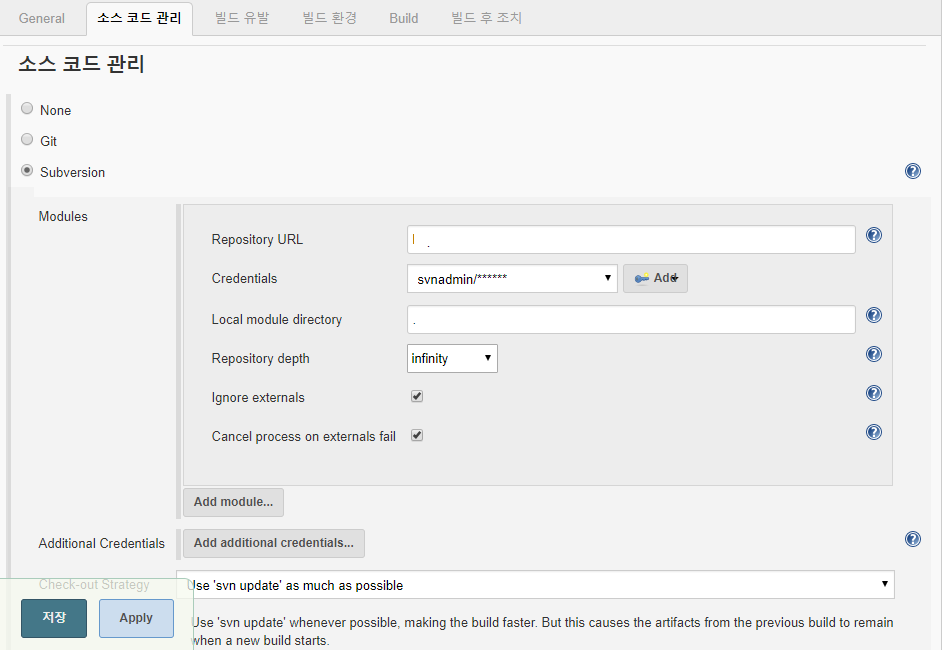 General 소스 코드 관리 빌드 유발 빌드 환경 Build 빌드 후 조치
소스 코드 관리
None
Git
Subversion
Modules
Repository URL
Credentials svnadmin/****** Add
Local module directory .
Repository depth infinity
Ignore externals
Cancel process on externals fail
Add module...
Additional Credentials Add additional credentials...
Check-out Strategy Use 'svn update' as much as possible
저장 Apply
Use 'svn update' whenever possible, making the build faster. But this causes the artifacts from the previous build to remain
when a new build starts.